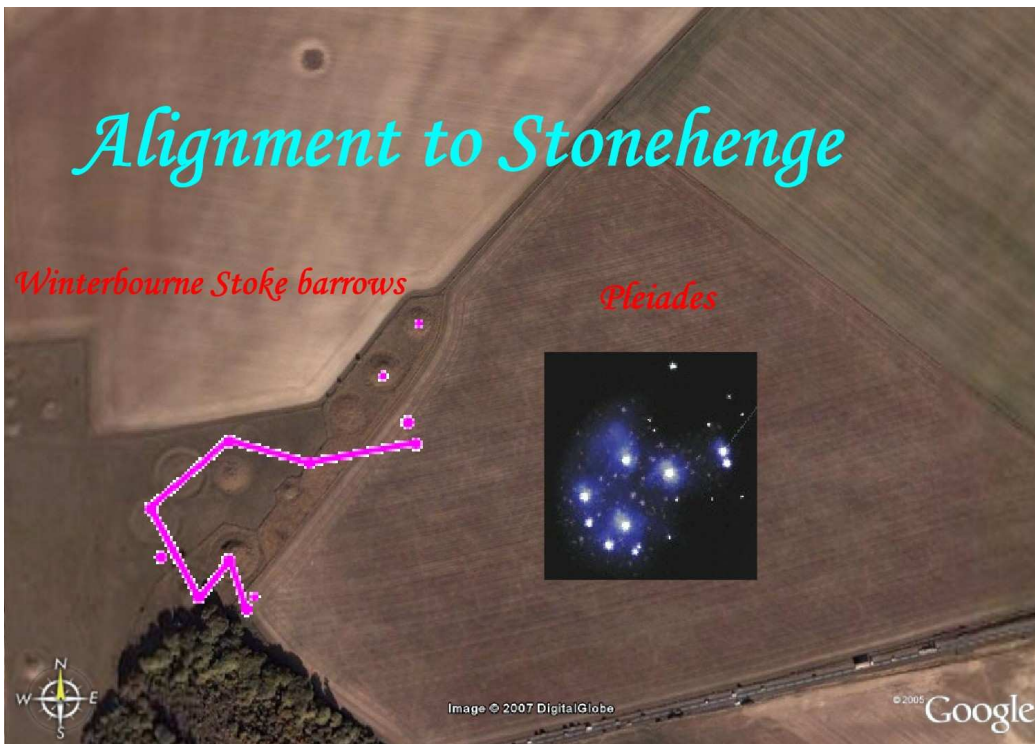 Alignment to Stonehenge
Winterbourne Stoke barrows
Pleiades
N
W E
S
Image © 2007 DigitalGlobe
© 2005 Google